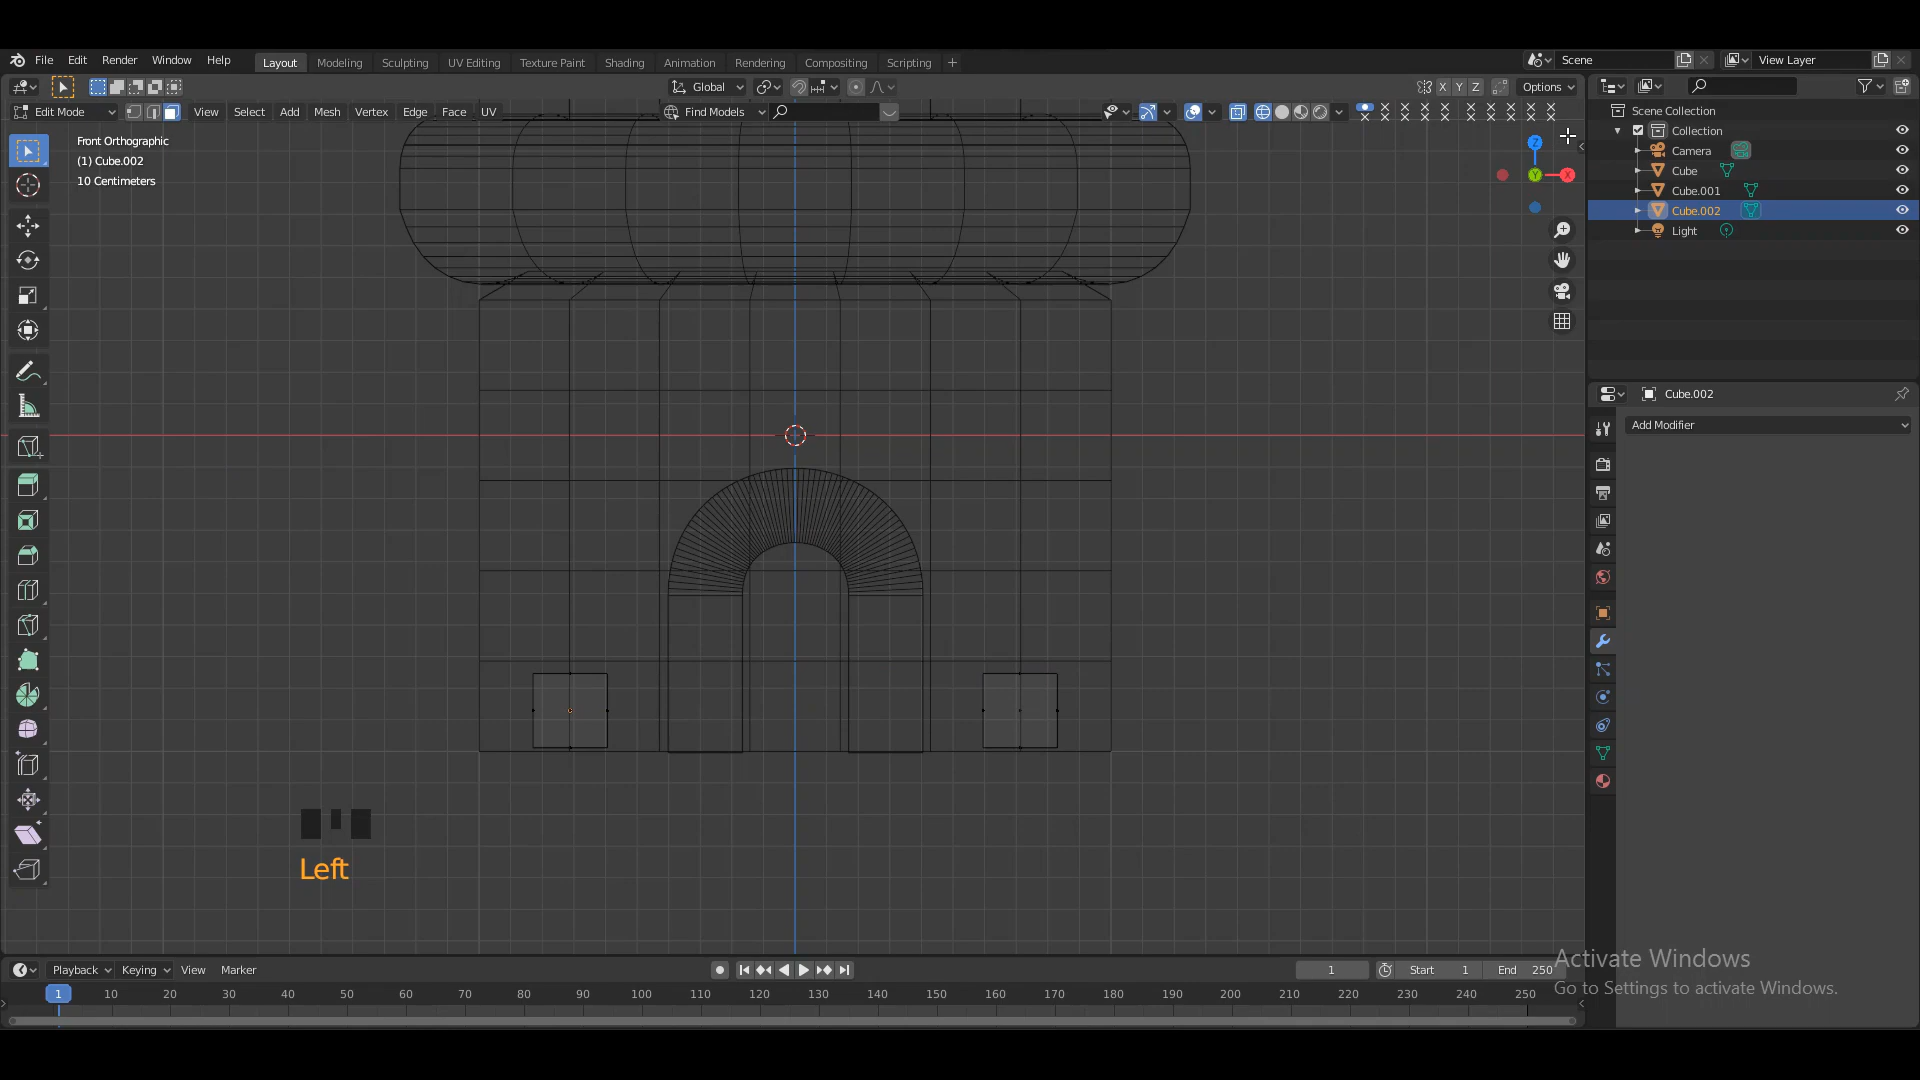 File Edit Render Window Help Layout Modeling Sculpting UV Editing Texture Paint Shading Animation Rendering Compositing Scripting + Scene View Layer
Global X Y Z Options
Edit Mode View Select Add Mesh Vertex Edge Face UV Find Models
Front Orthographic
(1) Cube.002
10 Centimeters
Z
X
Y
Scene Collection
Collection
Camera
Cube
Cube.001
Cube.002
Light
Cube.002
Add Modifier
Left
Activate Windows
Go to Settings to activate Windows.
Playback Keying View Marker 1 Start 1 End 250
1 10 20 30 40 50 60 70 80 90 100 110 120 130 140 150 160 170 180 190 200 210 220 230 240 250